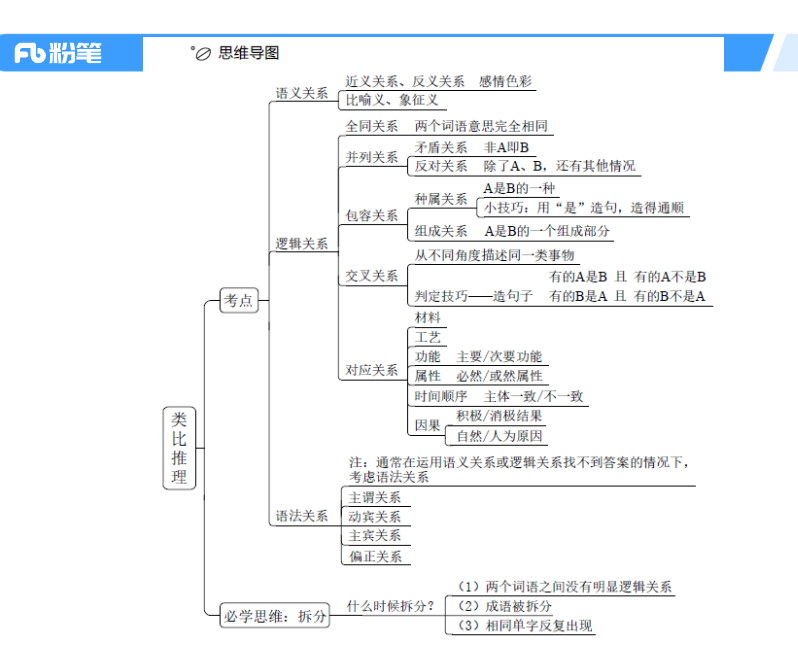 粉笔
思维导图
语义关系
近义关系、反义关系 感情色彩
比喻义、象征义
全同关系 两个词语意思完全相同
并列关系
矛盾关系 非A即B
反对关系 除了A、B，还有其他情况
逻辑关系
包容关系
种属关系
A是B的一种
小技巧：用“是”造句，造得通顺
组成关系 A是B的一个组成部分
交叉关系
从不同角度描述同一类事物
判定技巧——造句子
有的A是B 且 有的A不是B
有的B是A 且 有的B不是A
考点
对应关系
材料
工艺
功能 主要/次要功能
属性 必然/或然属性
时间顺序 主体一致/不一致
因果
积极/消极结果
自然/人为原因
类比推理
语法关系
注：通常在运用语义关系或逻辑关系找不到答案的情况下，
考虑语法关系
主谓关系
动宾关系
主宾关系
偏正关系
必学思维：拆分
什么时候拆分？
（1）两个词语之间没有明显逻辑关系
（2）成语被拆分
（3）相同单字反复出现